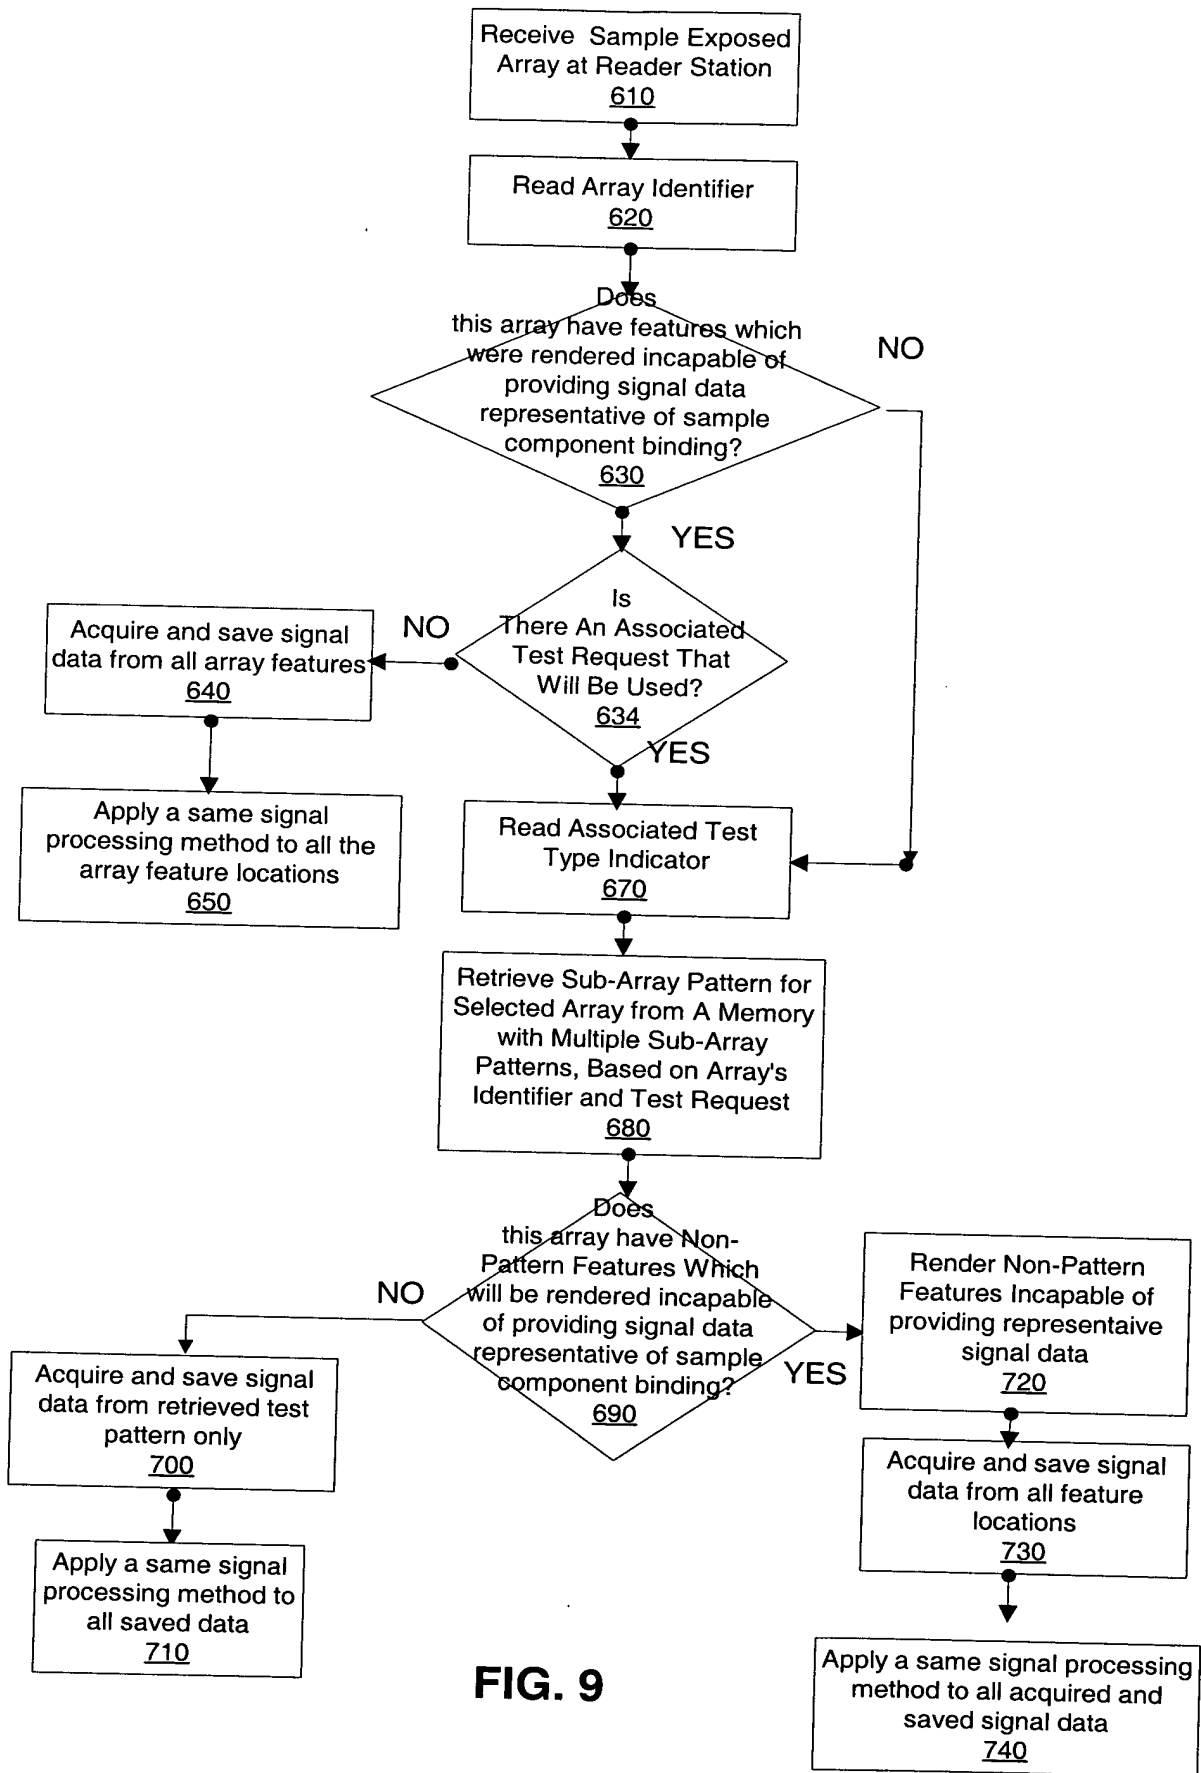 Receive Sample Exposed
Array at Reader Station
610
Read Array Identifier
620
Does
this array have features which
were rendered incapable of
providing signal data
representative of sample
component binding?
630
NO
YES
Is
There An Associated
Test Request That
Will Be Used?
634
NO
YES
Acquire and save signal
data from all array features
640
Apply a same signal
processing method to all the
array feature locations
650
Read Associated Test
Type Indicator
670
Retrieve Sub-Array Pattern for
Selected Array from A Memory
with Multiple Sub-Array
Patterns, Based on Array's
Identifier and Test Request
680
Does
this array have Non-
Pattern Features Which
will be rendered incapable
of providing signal data
representative of sample
component binding?
690
NO
YES
Acquire and save signal
data from retrieved test
pattern only
700
Apply a same signal
processing method to
all saved data
710
Render Non-Pattern
Features Incapable of
providing representaive
signal data
720
Acquire and save signal
data from all feature
locations
730
Apply a same signal processing
method to all acquired and
saved signal data
740
FIG. 9